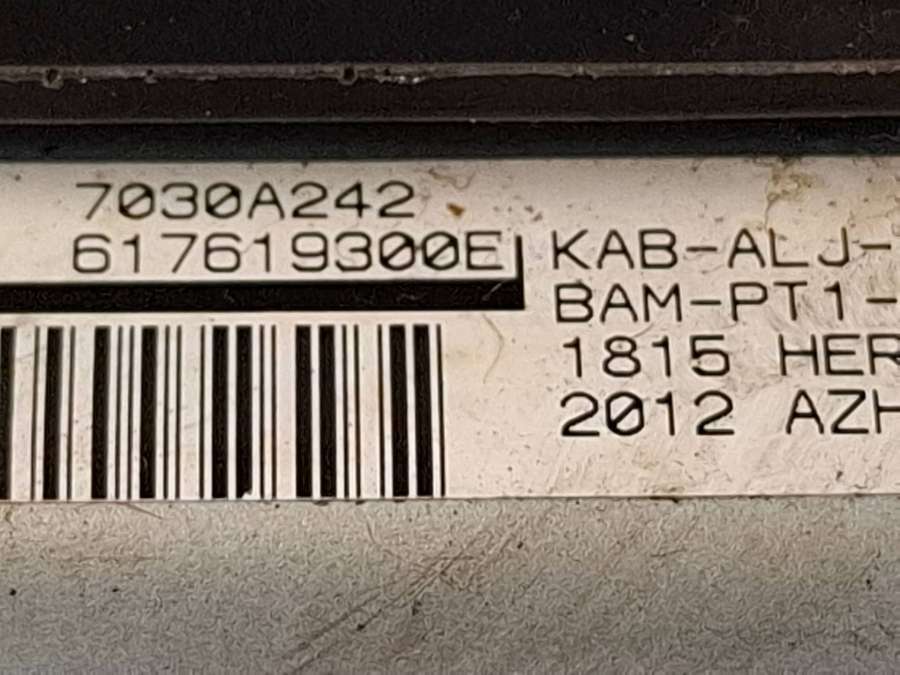 7030A242
617619300E
KAB-ALJ-
BAM-PT1-
1815 HER
2012 AZH